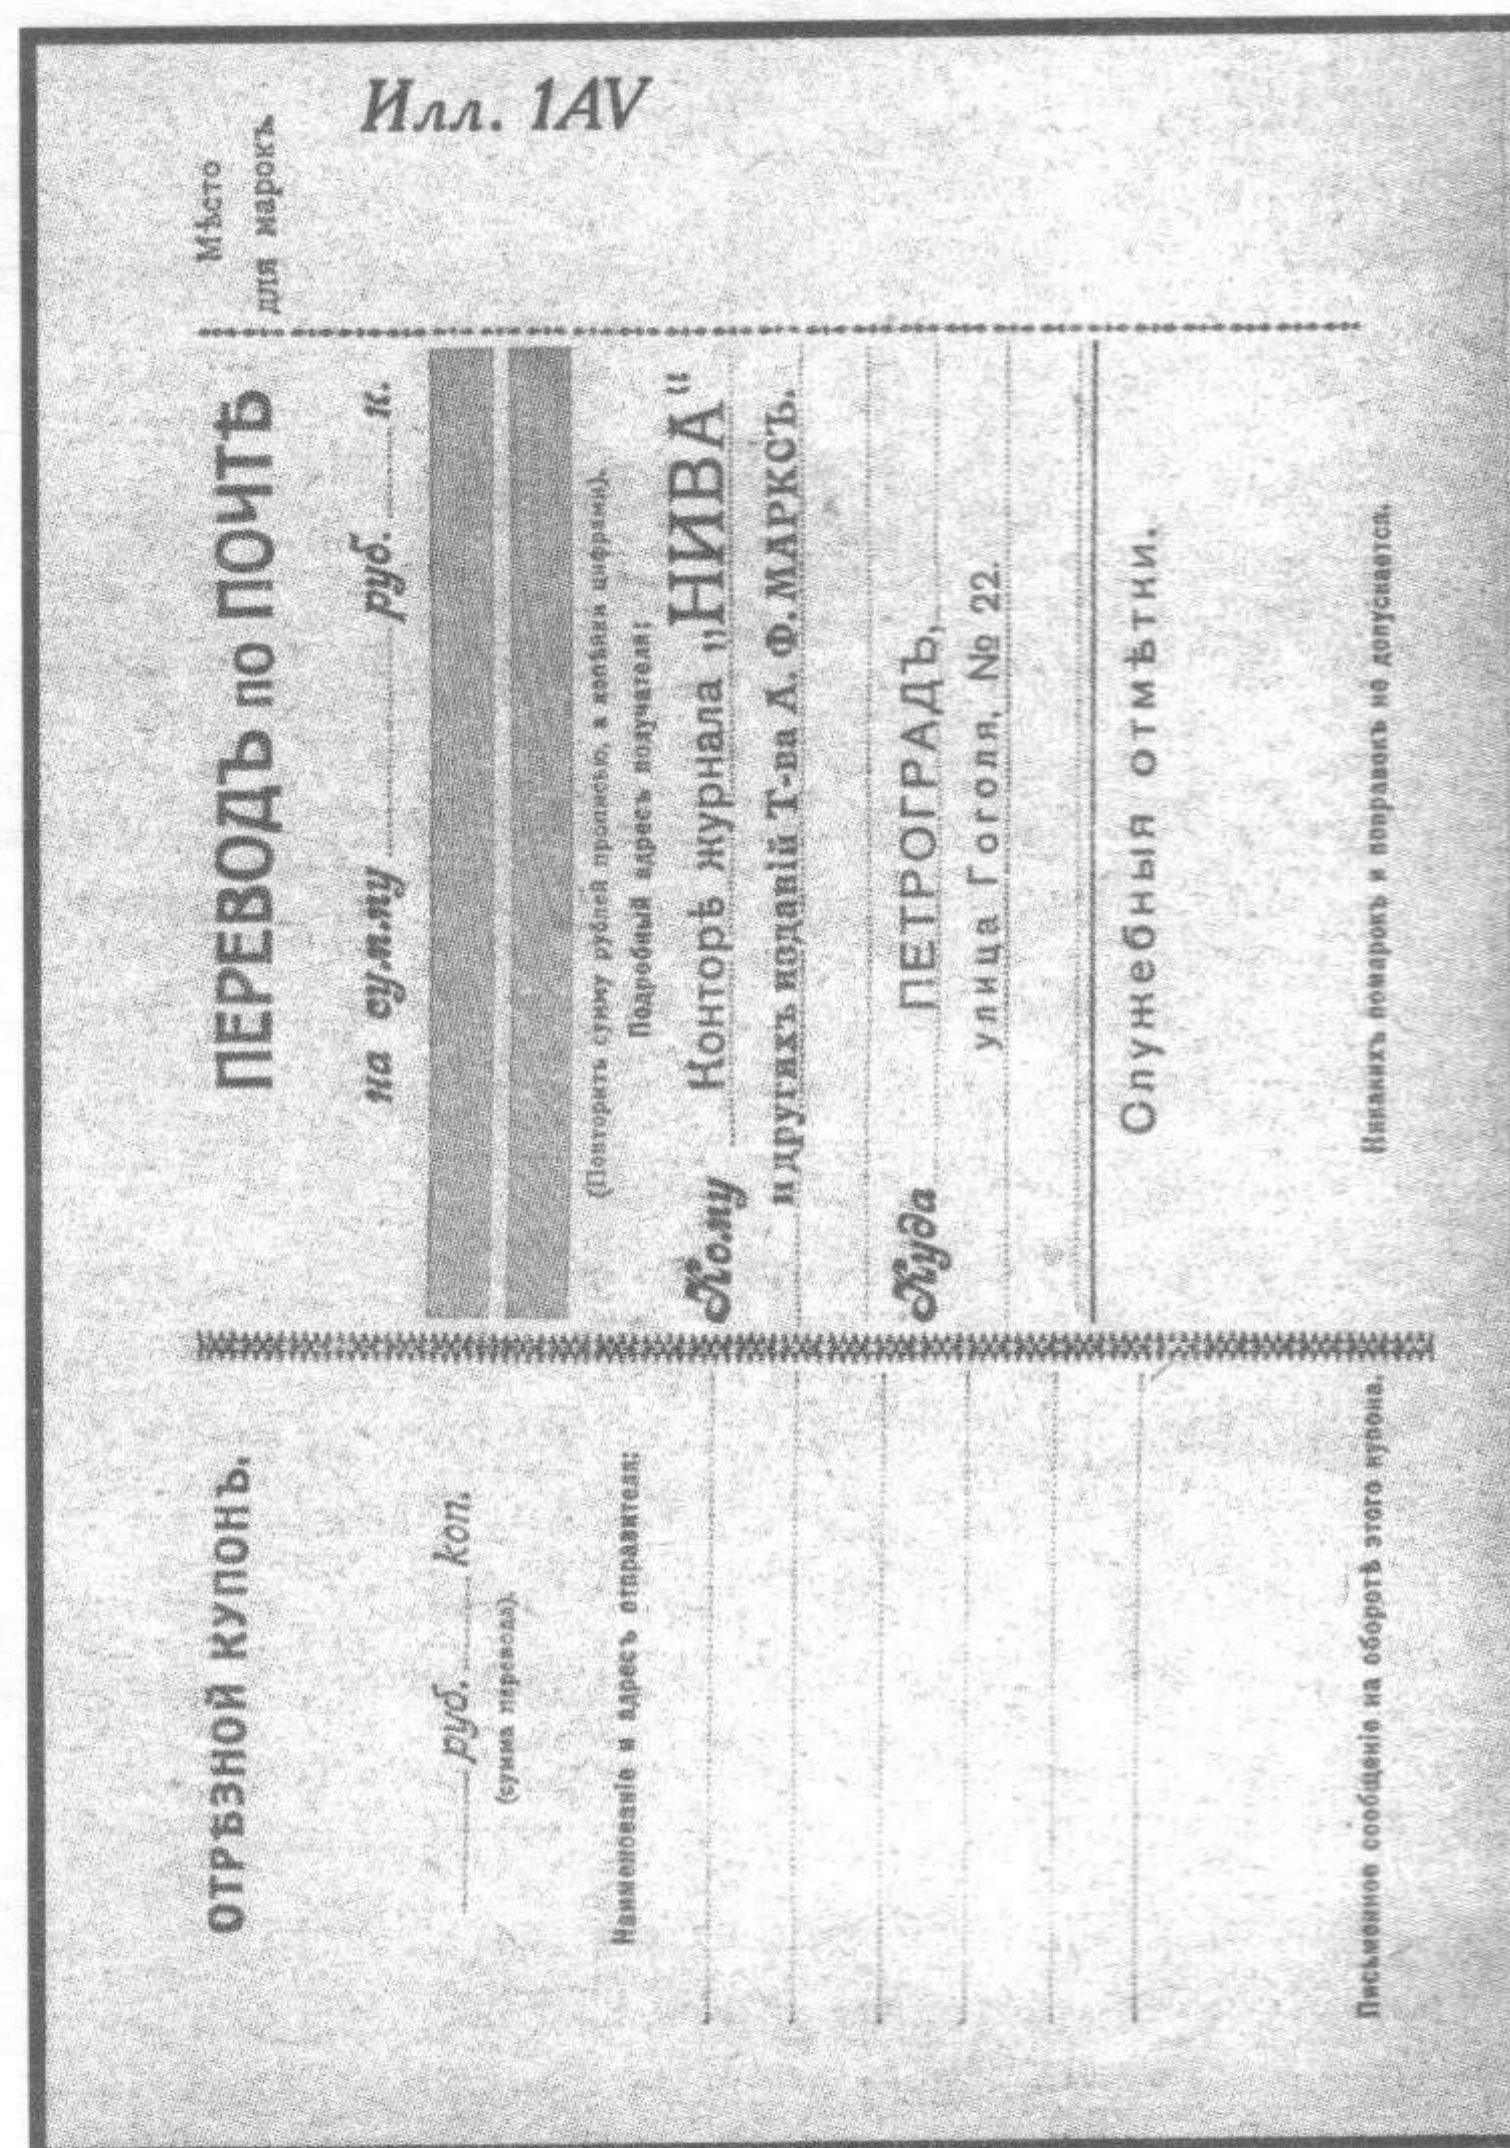 Илл. 1AV
ОТРѢЗНОЙ КУПОНЪ.
руб. коп.
(сумма перевода).
Наименованіе и адресъ отправителя:
Письменное сообщеніе на оборотѣ этого купона.
ПЕРЕВОДЪ по ПОЧТѢ
на сумму руб. к.
(Повторить сумму рублей прописью, а копѣйки цифрами).
Подробный адресъ получателя:
Кому Конторѣ журнала „НИВА"
и другихъ изданій Т-ва А. Ф. МАРКСЪ.
Куда ПЕТРОГРАДЪ,
улица Гоголя, № 22.
Служебныя отмѣтки.
Никакихъ помарокъ и поправокъ не допускается.
Мѣсто
для марокъ